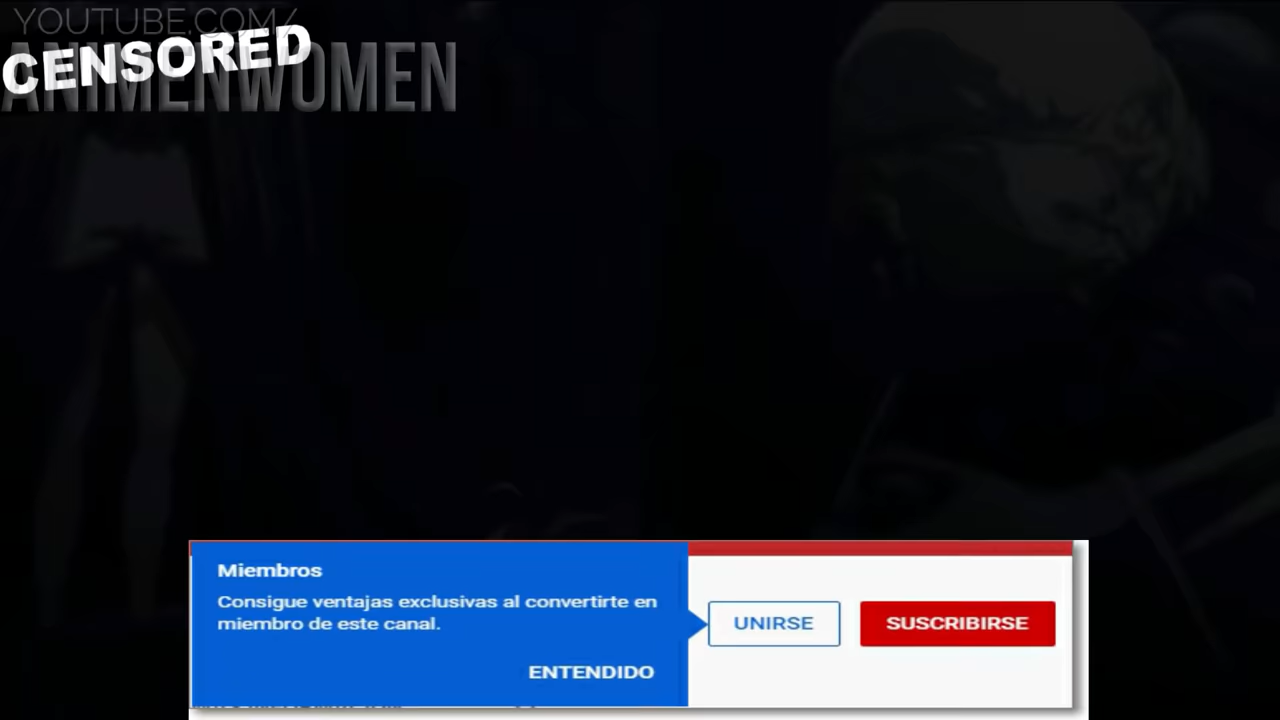 YOUTUBE.COM/
CENSORED
ANIMENWOMEN
Miembros
Consigue ventajas exclusivas al convertirte en
miembro de este canal.
ENTENDIDO
UNIRSE
SUSCRIBIRSE